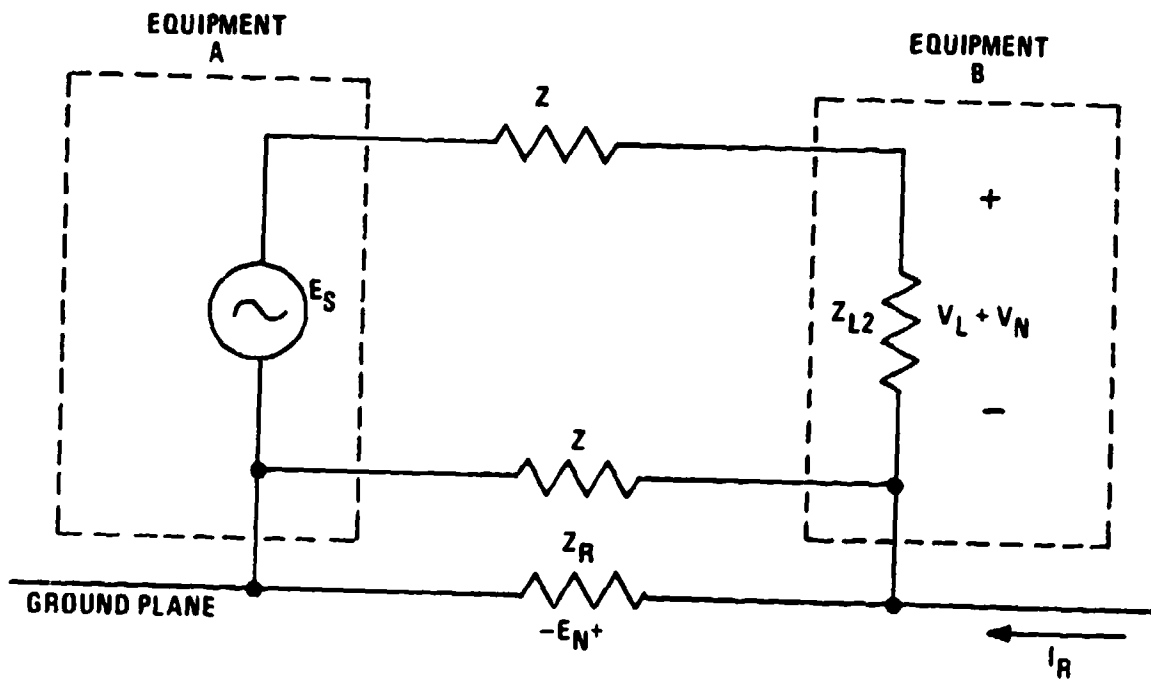 EQUIPMENT
A
EQUIPMENT
B
Z
+
E_S
Z_L2
V_L + V_N
−
Z
Z_R
GROUND PLANE
-E_N+
I_R